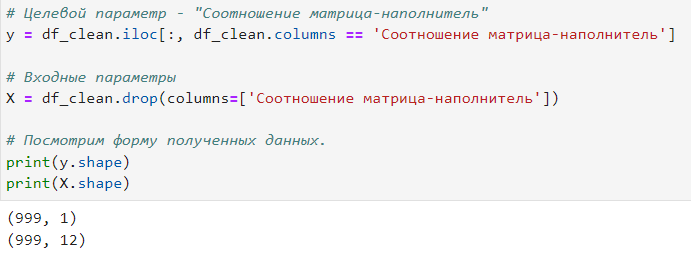 # Целевой параметр - "Соотношение матрица-наполнитель"
y = df_clean.iloc[:, df_clean.columns == 'Соотношение матрица-наполнитель']
# Входные параметры
X = df_clean.drop(columns=['Соотношение матрица-наполнитель'])
# Посмотрим форму полученных данных.
print(y.shape)
print(X.shape)
(999, 1)
(999, 12)